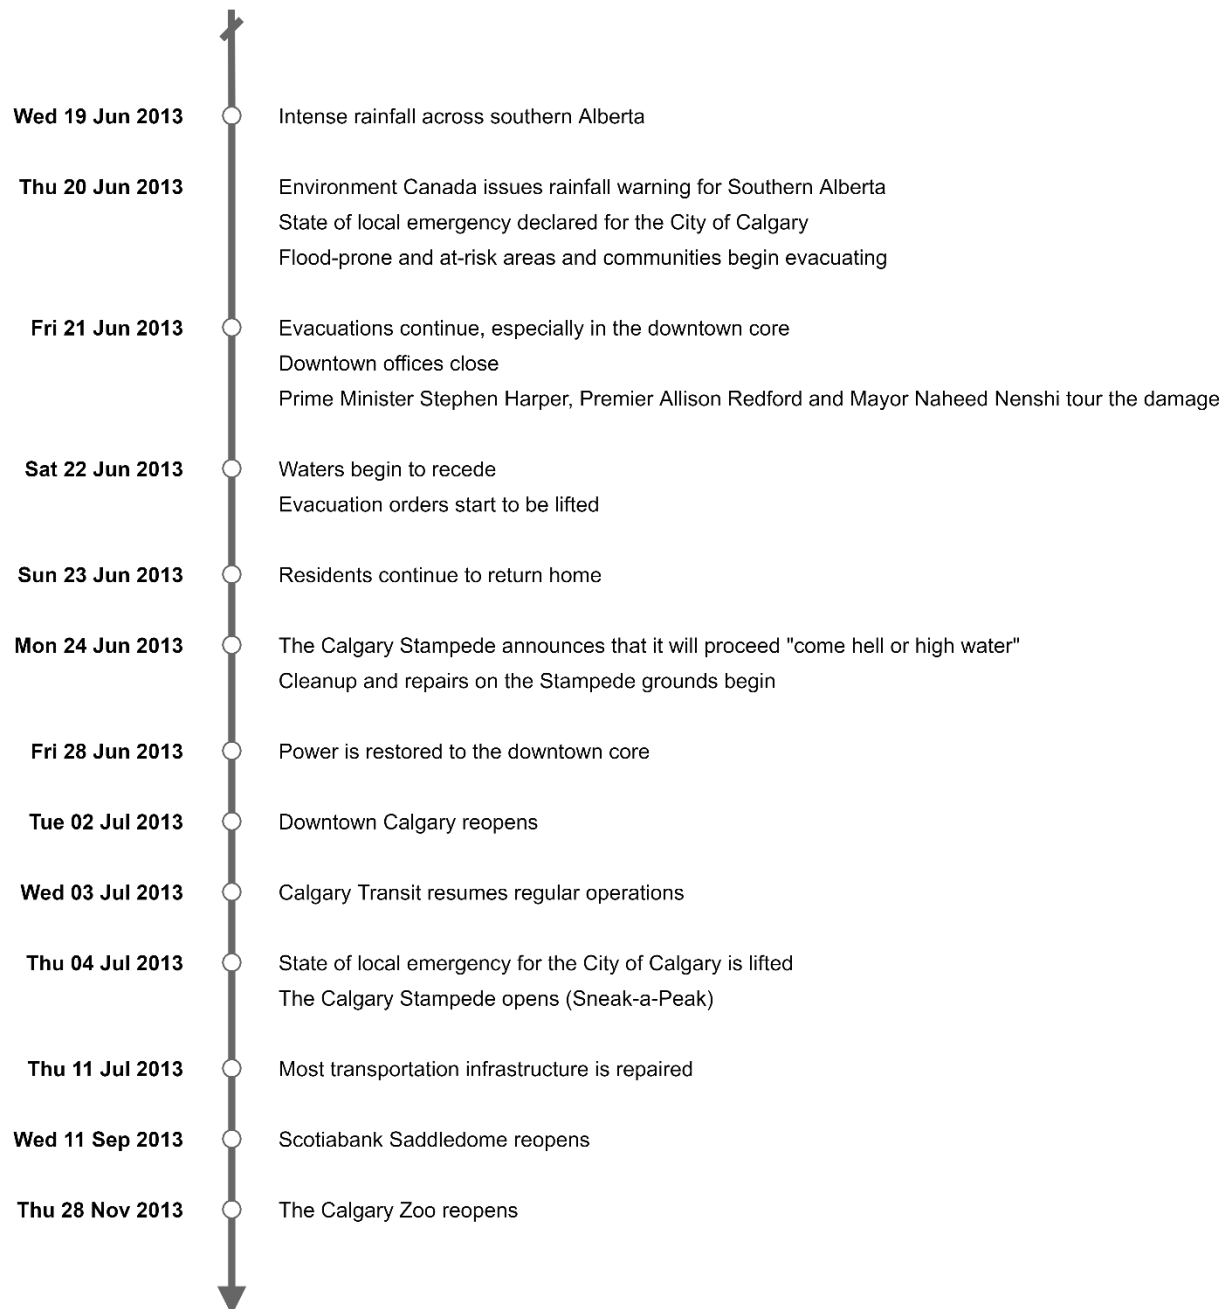 Wed 19 Jun 2013 Intense rainfall across southern Alberta
Thu 20 Jun 2013 Environment Canada issues rainfall warning for Southern Alberta
State of local emergency declared for the City of Calgary
Flood-prone and at-risk areas and communities begin evacuating
Fri 21 Jun 2013 Evacuations continue, especially in the downtown core
Downtown offices close
Prime Minister Stephen Harper, Premier Allison Redford and Mayor Naheed Nenshi tour the damage
Sat 22 Jun 2013 Waters begin to recede
Evacuation orders start to be lifted
Sun 23 Jun 2013 Residents continue to return home
Mon 24 Jun 2013 The Calgary Stampede announces that it will proceed "come hell or high water"
Cleanup and repairs on the Stampede grounds begin
Fri 28 Jun 2013 Power is restored to the downtown core
Tue 02 Jul 2013 Downtown Calgary reopens
Wed 03 Jul 2013 Calgary Transit resumes regular operations
Thu 04 Jul 2013 State of local emergency for the City of Calgary is lifted
The Calgary Stampede opens (Sneak-a-Peak)
Thu 11 Jul 2013 Most transportation infrastructure is repaired
Wed 11 Sep 2013 Scotiabank Saddledome reopens
Thu 28 Nov 2013 The Calgary Zoo reopens